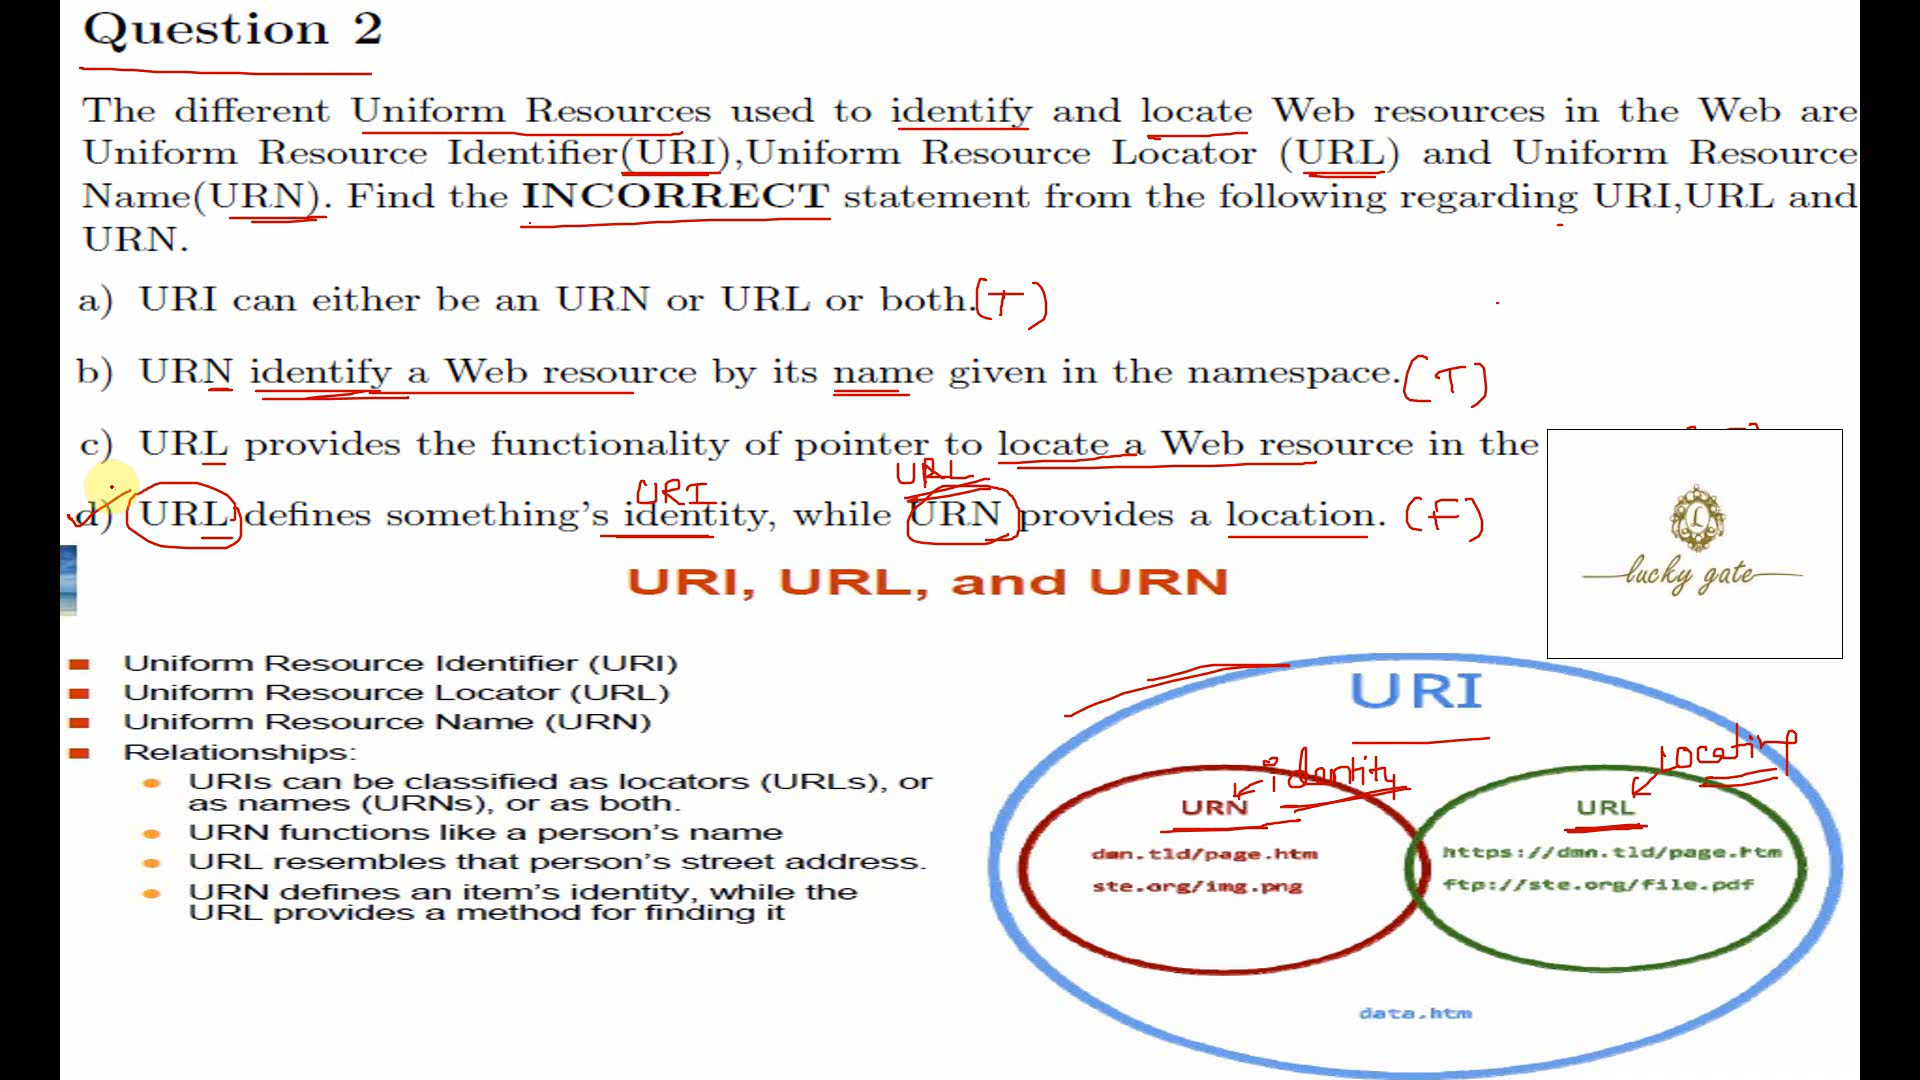 Question 2
The different Uniform Resources used to identify and locate Web resources in the Web are
Uniform Resource Identifier(URI),Uniform Resource Locator (URL) and Uniform Resource
Name(URN). Find the INCORRECT statement from the following regarding URI,URL and
URN.
a) URI can either be an URN or URL or both. (T)
b) URN identify a Web resource by its name given in the namespace. (T)
c) URL provides the functionality of pointer to locate a Web resource in the
URI
URL
d) URL defines something's identity, while URN provides a location. (F)
lucky gate
URI, URL, and URN
Uniform Resource Identifier (URI)
Uniform Resource Locator (URL)
Uniform Resource Name (URN)
Relationships:
URIs can be classified as locators (URLs), or
as names (URNs), or as both.
URN functions like a person's name
URL resembles that person's street address.
URN defines an item's identity, while the
URL provides a method for finding it
URI
identity
URN
dmn.tld/page.htm
ste.org/img.png
URL
https://dmn.tld/page.htm
ftp://ste.org/file.pdf
data.htm